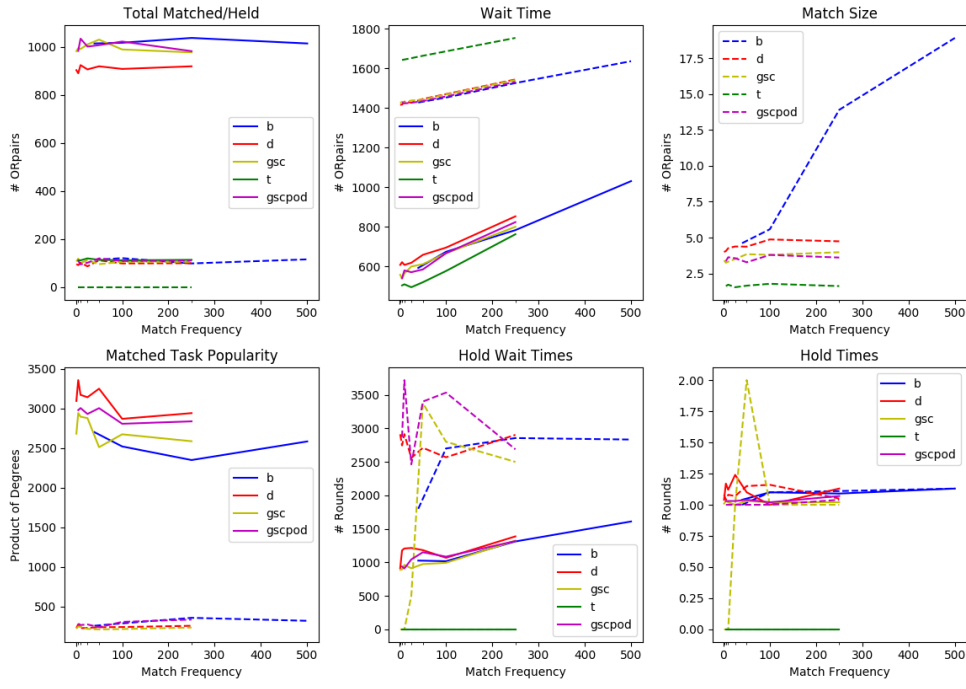 Total Matched/Held
# ORpairs
1000
800
600
400
200
0
b
d
gsc
t
gscpod
0 100 200 300 400 500
Match Frequency
Wait Time
# ORpairs
1800
1600
1400
1200
1000
800
600
b
d
gsc
t
gscpod
0 100 200 300 400 500
Match Frequency
Match Size
# ORpairs
17.5
15.0
12.5
10.0
7.5
5.0
2.5
b
d
gsc
t
gscpod
0 100 200 300 400 500
Match Frequency
Matched Task Popularity
Product of Degrees
3500
3000
2500
2000
1500
1000
500
b
d
gsc
gscpod
0 100 200 300 400 500
Match Frequency
Hold Wait Times
# Rounds
3500
3000
2500
2000
1500
1000
500
0
b
d
gsc
t
gscpod
0 100 200 300 400 500
Match Frequency
Hold Times
# Rounds
2.00
1.75
1.50
1.25
1.00
0.75
0.50
0.25
0.00
b
d
gsc
t
gscpod
0 100 200 300 400 500
Match Frequency